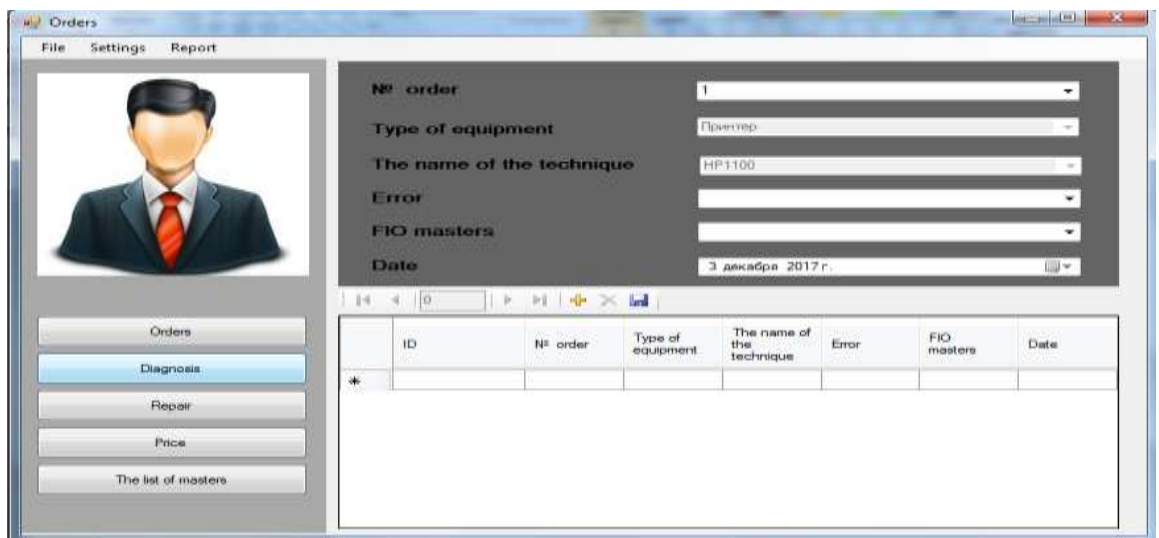 Orders
File Settings Report
№ order 1
Type of equipment Принтер
The name of the technique HP1100
Error
FIO masters
Date 3 декабря 2017 г.
0
Orders
Diagnosis
Repair
Price
The list of masters
ID № order Type of equipment The name of the technique Error FIO masters Date